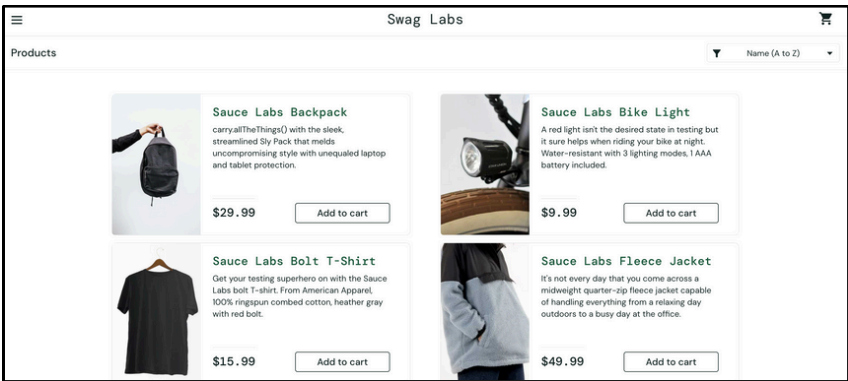 Swag Labs
Products
Name (A to Z)
Sauce Labs Backpack
carry.allTheThings() with the sleek,
streamlined Sly Pack that melds
uncompromising style with unequaled laptop
and tablet protection.
$29.99
Add to cart
Sauce Labs Bike Light
A red light isn't the desired state in testing but
it sure helps when riding your bike at night.
Water-resistant with 3 lighting modes, 1 AAA
battery included.
$9.99
Add to cart
Sauce Labs Bolt T-Shirt
Get your testing superhero on with the Sauce
Labs bolt T-shirt. From American Apparel,
100% ringspun combed cotton, heather gray
with red bolt.
$15.99
Add to cart
Sauce Labs Fleece Jacket
It's not every day that you come across a
midweight quarter-zip fleece jacket capable
of handling everything from a relaxing day
outdoors to a busy day at the office.
$49.99
Add to cart